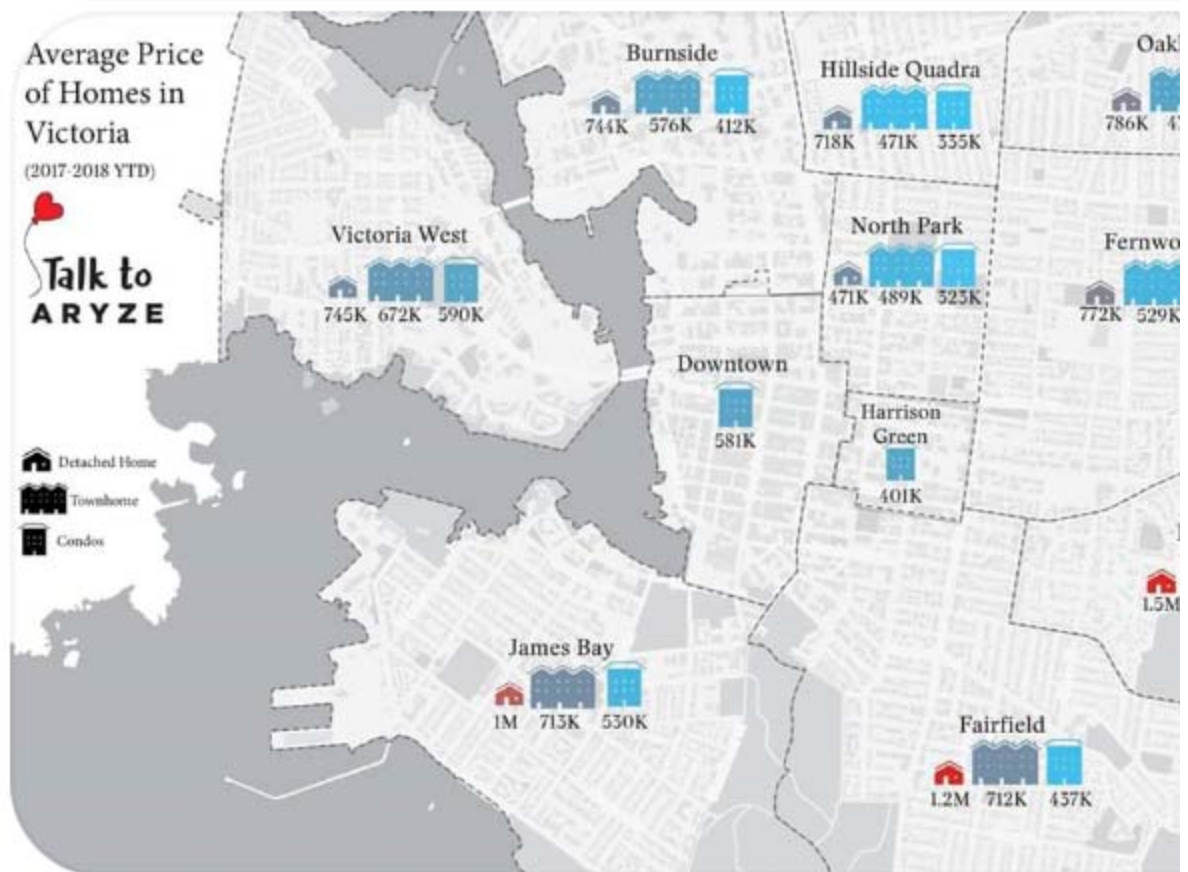 Average Price
of Homes in
Victoria
(2017-2018 YTD)
Talk to
ARYZE
Detached Home
Townhome
Condos
Burnside
744K 576K 412K
Hillside Quadra
718K 471K 335K
786K
Victoria West
745K 672K 590K
North Park
471K 489K 323K
772K 529K
Downtown
581K
Harrison
Green
401K
1.5M
James Bay
1M 713K 530K
Fairfield
1.2M 712K 437K